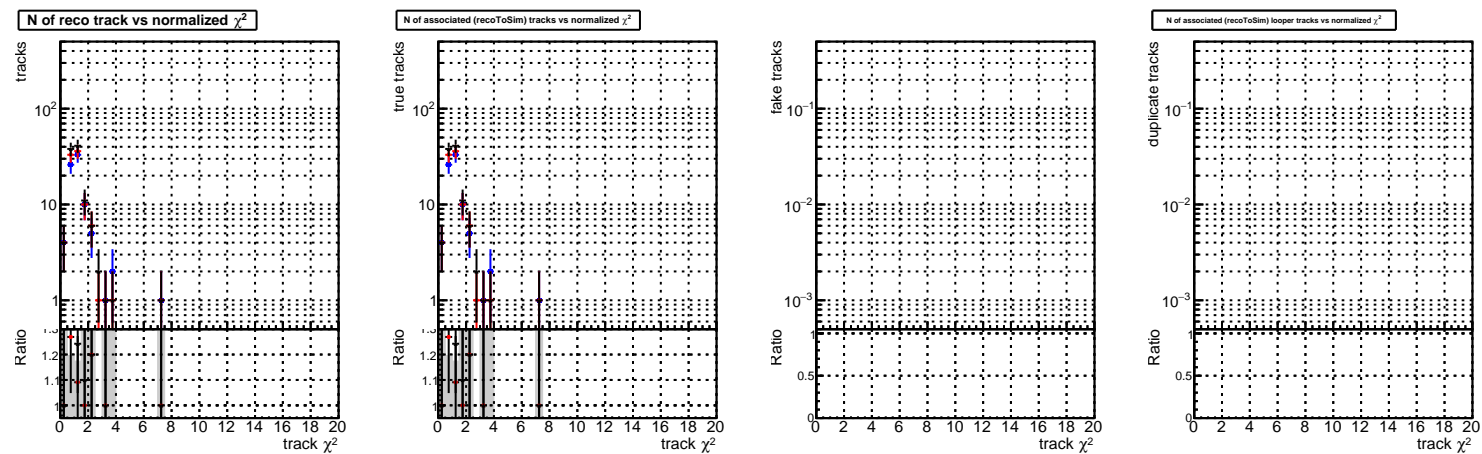 N of reco track vs normalized χ²
tracks
10²
10
1
Ratio
1.3
1.2
1.1
1
0 2 4 6 8 10 12 14 16 18 20
track χ²
N of associated (recoToSim) tracks vs normalized χ²
true tracks
10²
10
1
Ratio
1.3
1.2
1.1
1
0 2 4 6 8 10 12 14 16 18 20
track χ²
fake tracks
10⁻¹
10⁻²
10⁻³
Ratio
1
0.5
0
0 2 4 6 8 10 12 14 16 18 20
track χ²
N of associated (recoToSim) looper tracks vs normalized χ²
duplicate tracks
10⁻¹
10⁻²
10⁻³
Ratio
1
0.5
0
0 2 4 6 8 10 12 14 16 18 20
track χ²